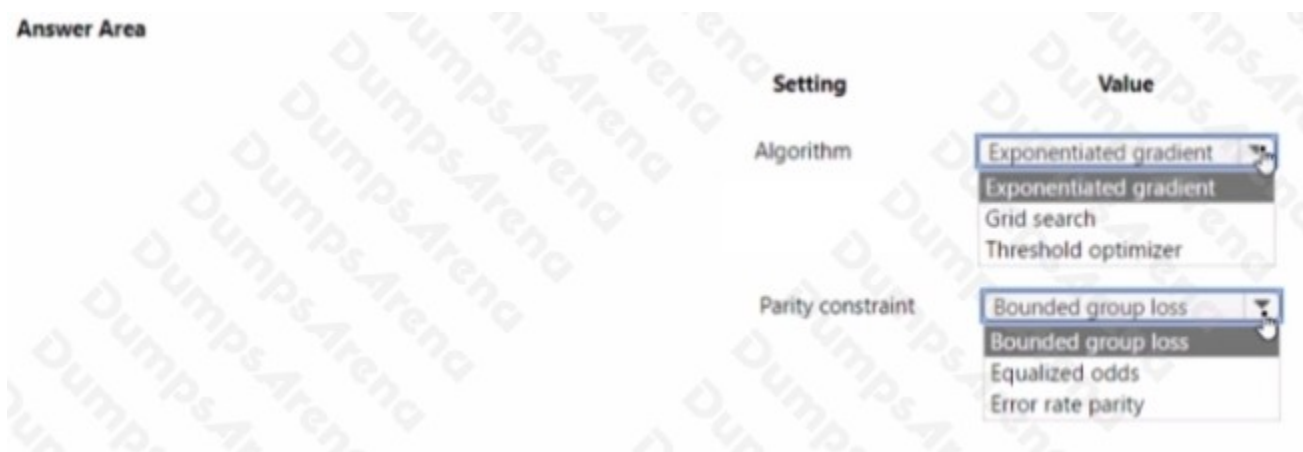 Answer Area
Setting Value
Algorithm Exponentiated gradient
Exponentiated gradient
Grid search
Threshold optimizer
Parity constraint Bounded group loss
Bounded group loss
Equalized odds
Error rate parity
DumpsArena